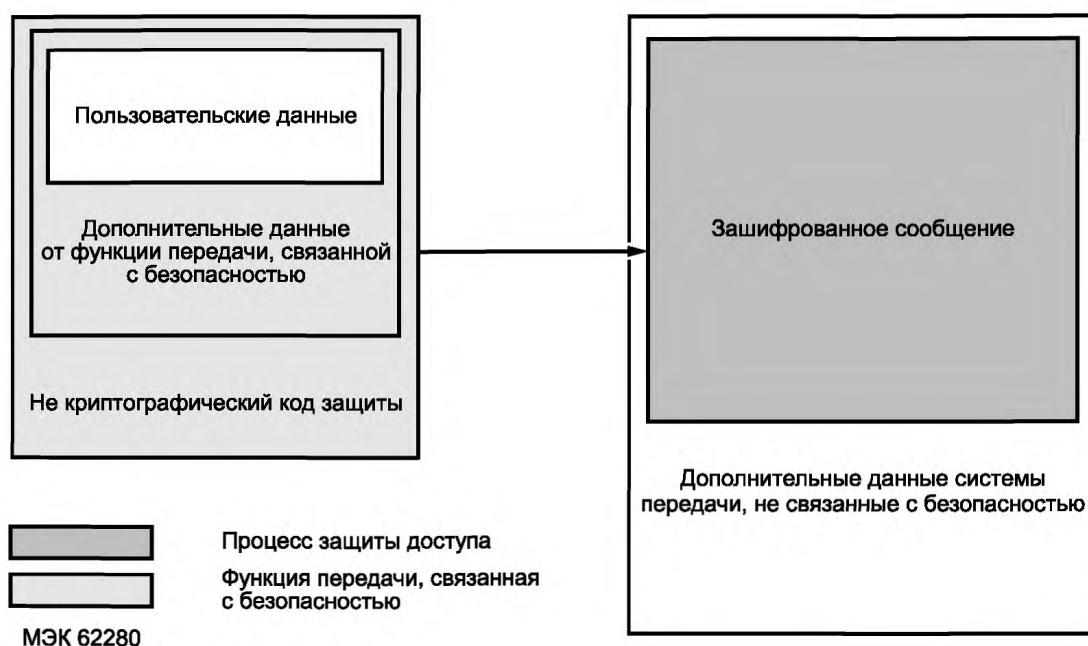 Пользовательские данные
Дополнительные данные
от функции передачи, связанной
с безопасностью
Не криптографический код защиты
Зашифрованное сообщение
Дополнительные данные системы
передачи, не связанные с безопасностью
Процесс защиты доступа
Функция передачи, связанная
с безопасностью
МЭК 62280